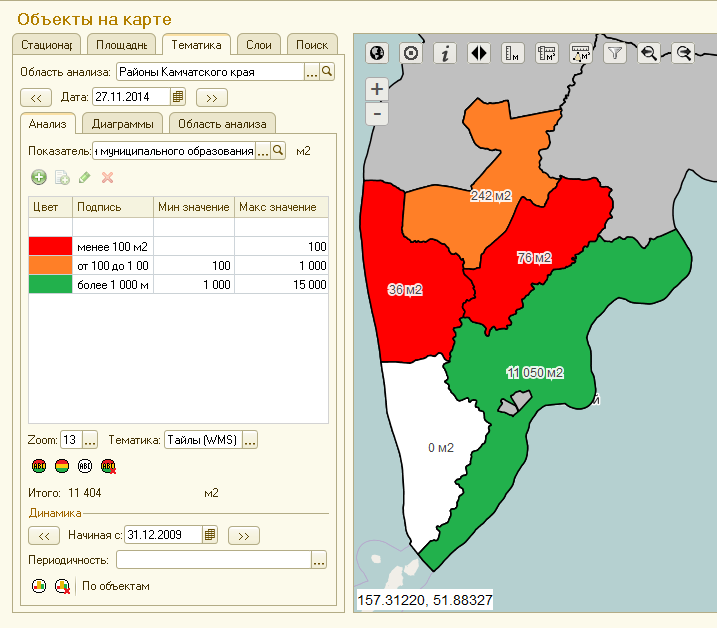 Объекты на карте
Стационар Площадны Тематика Слои Поиск
Область анализа: Районы Камчатского края ...
<< Дата: 27.11.2014 >>
Анализ Диаграммы Область анализа
Показатель: муниципального образования ... м2
Цвет Подпись Мин значение Макс значение
менее 100 м2 100
от 100 до 1 00 100 1 000
более 1 000 м 1 000 15 000
Zoom: 13 ... Тематика: Тайлы (WMS) ...
Итого: 11 404 м2
Динамика
<< Начиная с: 31.12.2009 >>
Периодичность: ...
По объектам
+
-
242 м2
76 м2
36 м2
11 050 м2
й
0 м2
157.31220, 51.88327